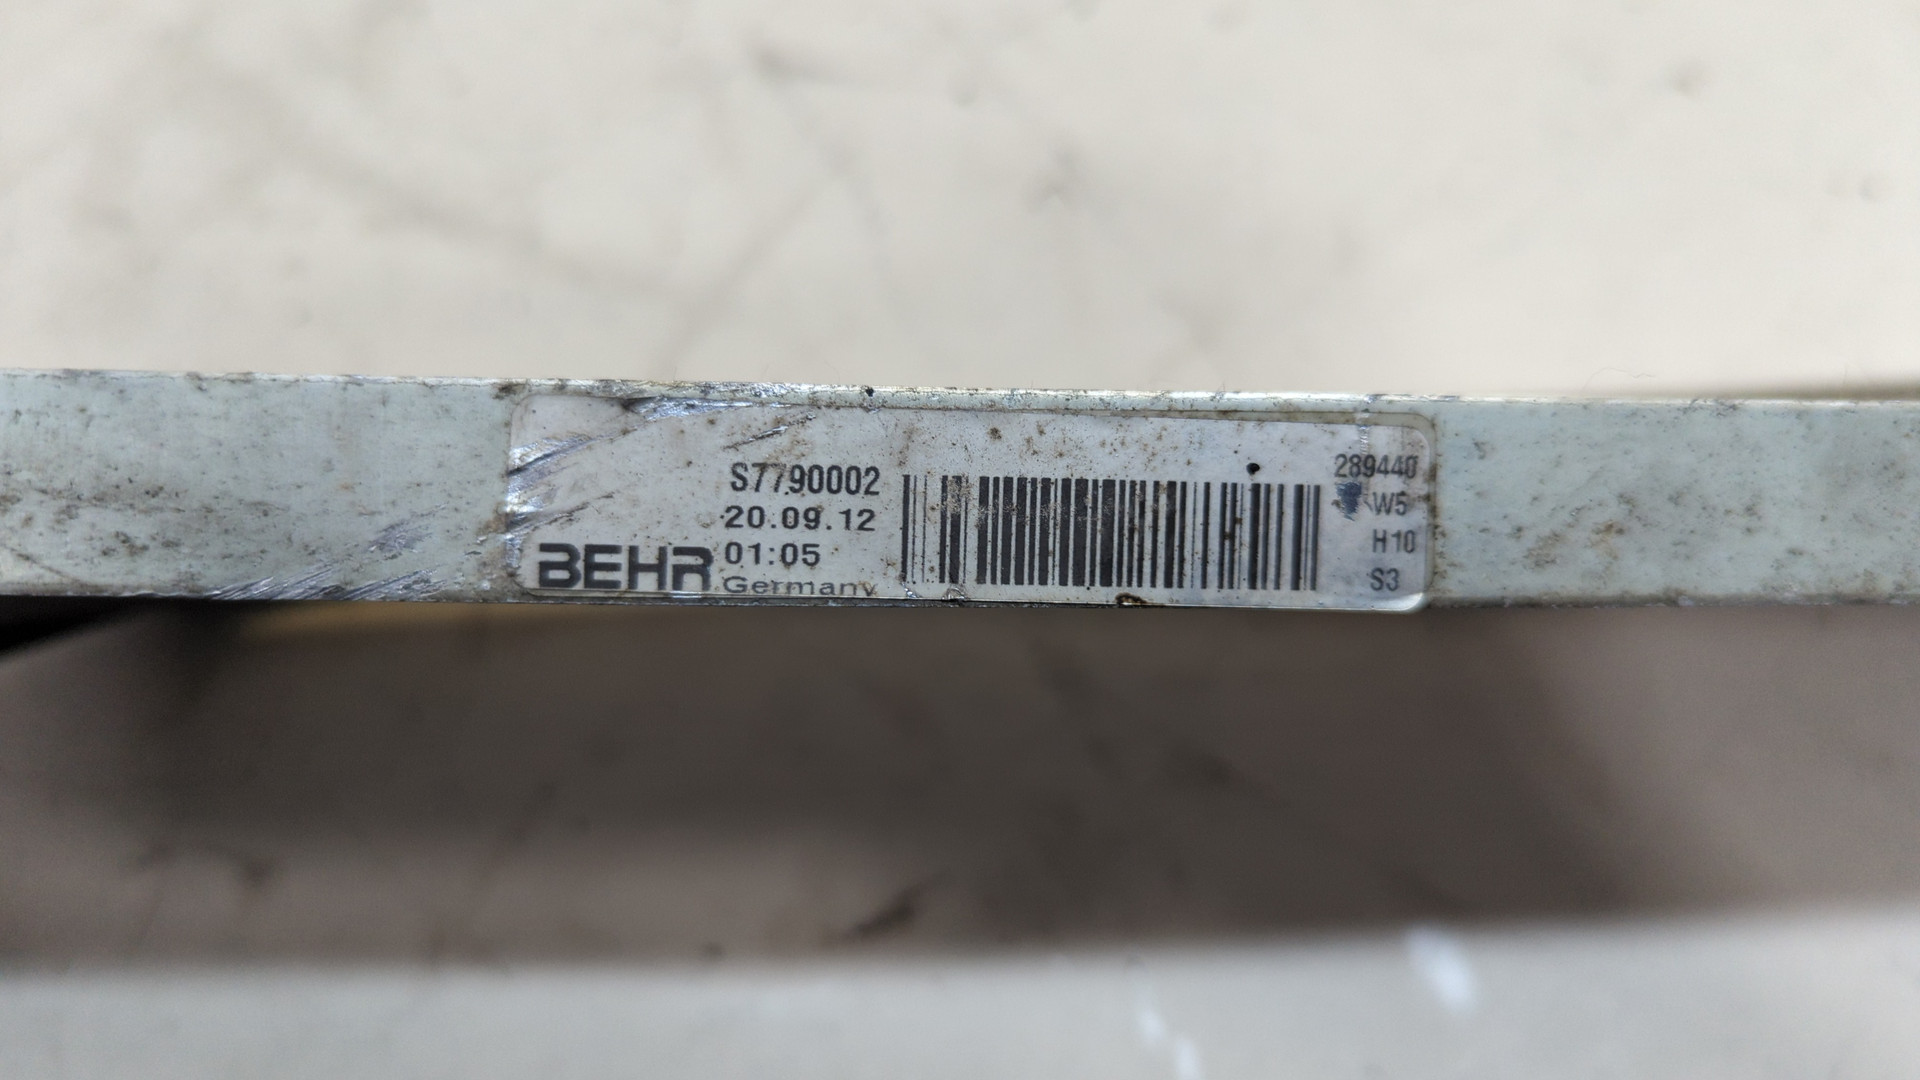 S7790002
20.09.12
01:05
BEHR
Germany
289440
W5
H10
S3